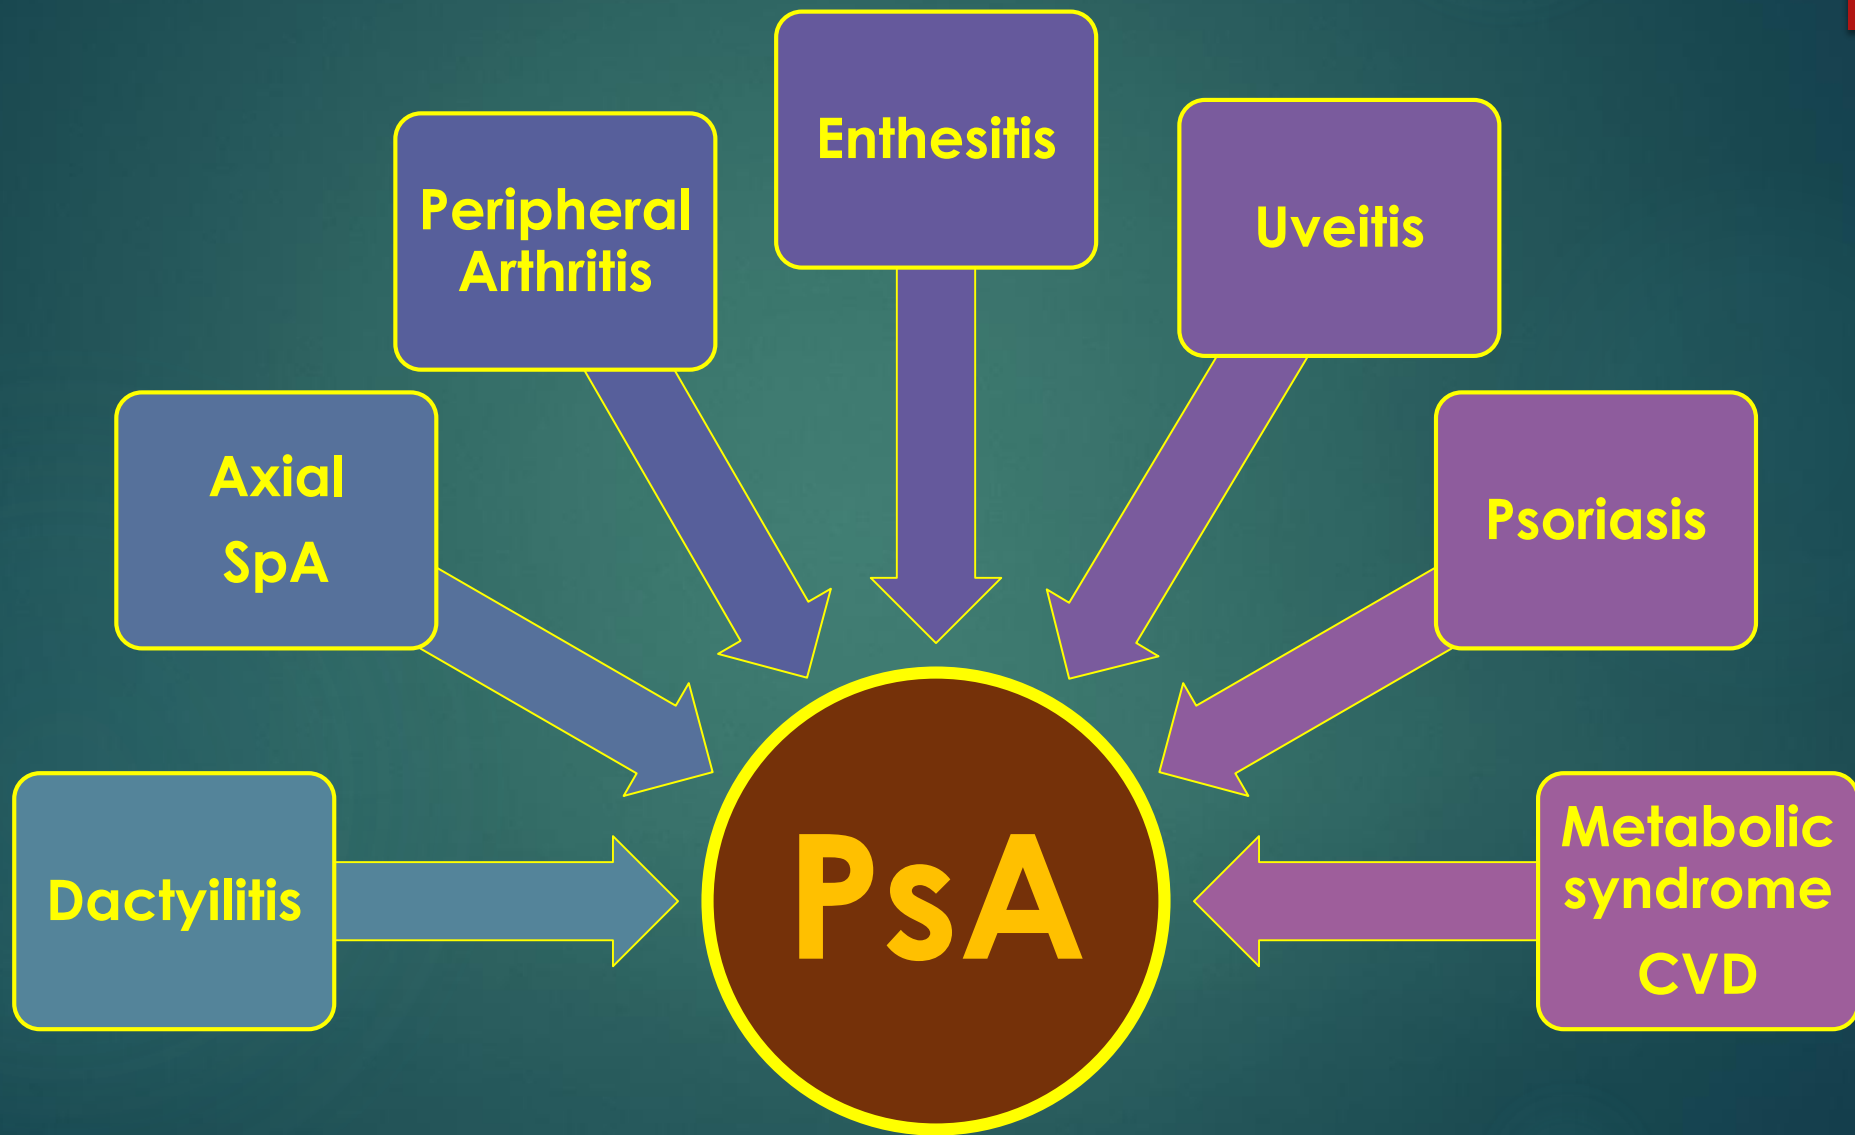 Enthesitis
Peripheral
Arthritis
Uveitis
Axial
SpA
Psoriasis
Dactyilitis
PsA
Metabolic
syndrome
CVD